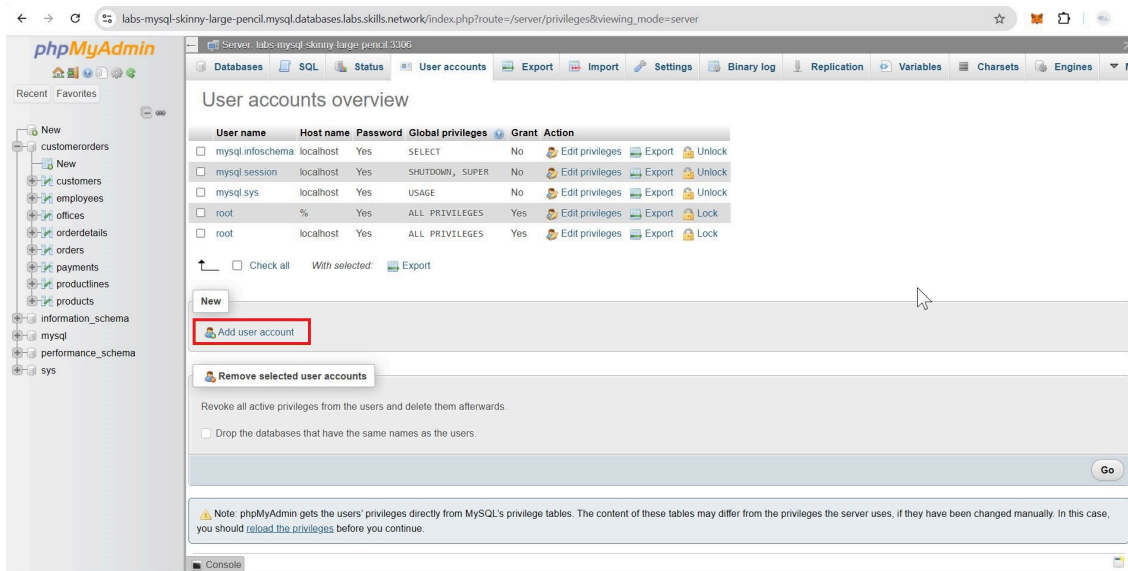 labs-mysql-skinny-large-pencil.mysql.databases.labs.skills.network/index.php?route=/server/privileges&viewing_mode=server
phpMyAdmin
Recent Favorites
New
customerorders
New
customers
employees
offices
orderdetails
orders
payments
productlines
products
information_schema
mysql
performance_schema
sys
Server: labs-mysql-skinny-large-pencil:3306
Databases SQL Status User accounts Export Import Settings Binary log Replication Variables Charsets Engines
User accounts overview
User name Host name Password Global privileges Grant Action
mysql.infoschema localhost Yes SELECT No Edit privileges Export Unlock
mysql.session localhost Yes SHUTDOWN, SUPER No Edit privileges Export Unlock
mysql.sys localhost Yes USAGE No Edit privileges Export Unlock
root % Yes ALL PRIVILEGES Yes Edit privileges Export Lock
root localhost Yes ALL PRIVILEGES Yes Edit privileges Export Lock
Check all With selected: Export
New
Add user account
Remove selected user accounts
Revoke all active privileges from the users and delete them afterwards.
Drop the databases that have the same names as the users.
Go
Note: phpMyAdmin gets the users' privileges directly from MySQL's privilege tables. The content of these tables may differ from the privileges the server uses, if they have been changed manually. In this case,
you should reload the privileges before you continue.
Console